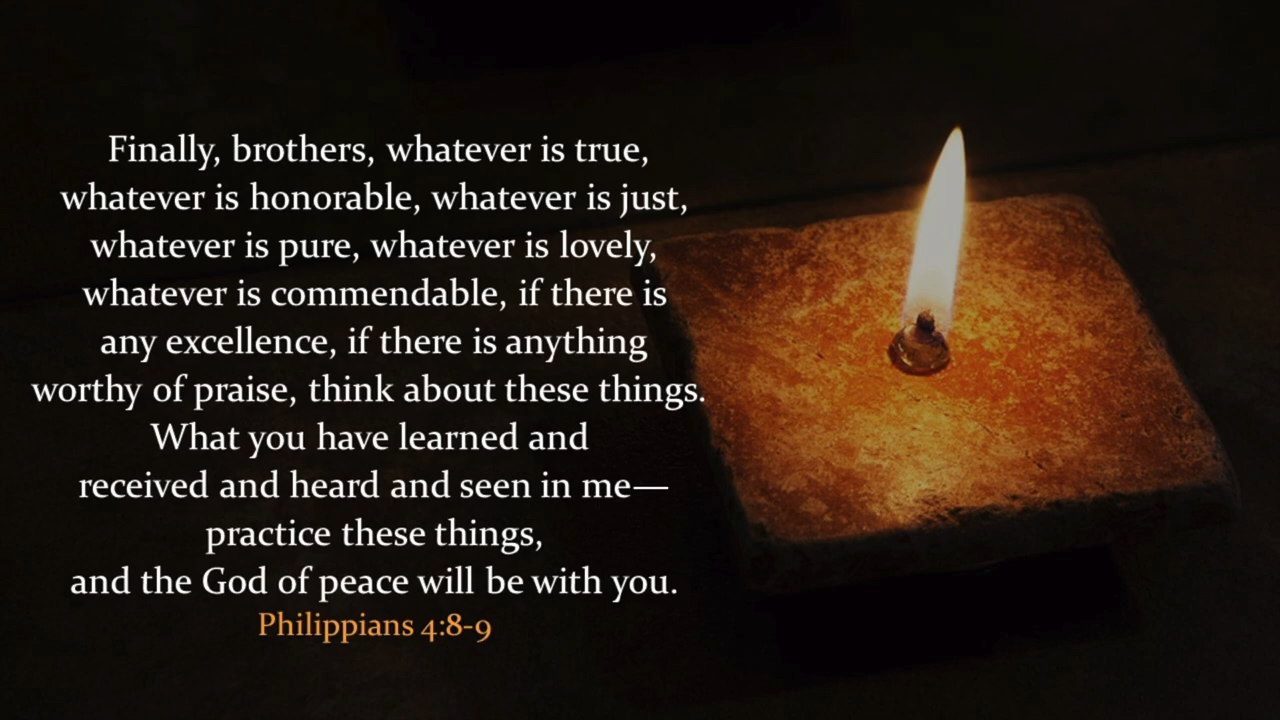 Finally, brothers, whatever is true,
whatever is honorable, whatever is just,
whatever is pure, whatever is lovely,
whatever is commendable, if there is
any excellence, if there is anything
worthy of praise, think about these things.
What you have learned and
received and heard and seen in me—
practice these things,
and the God of peace will be with you.
Philippians 4:8-9